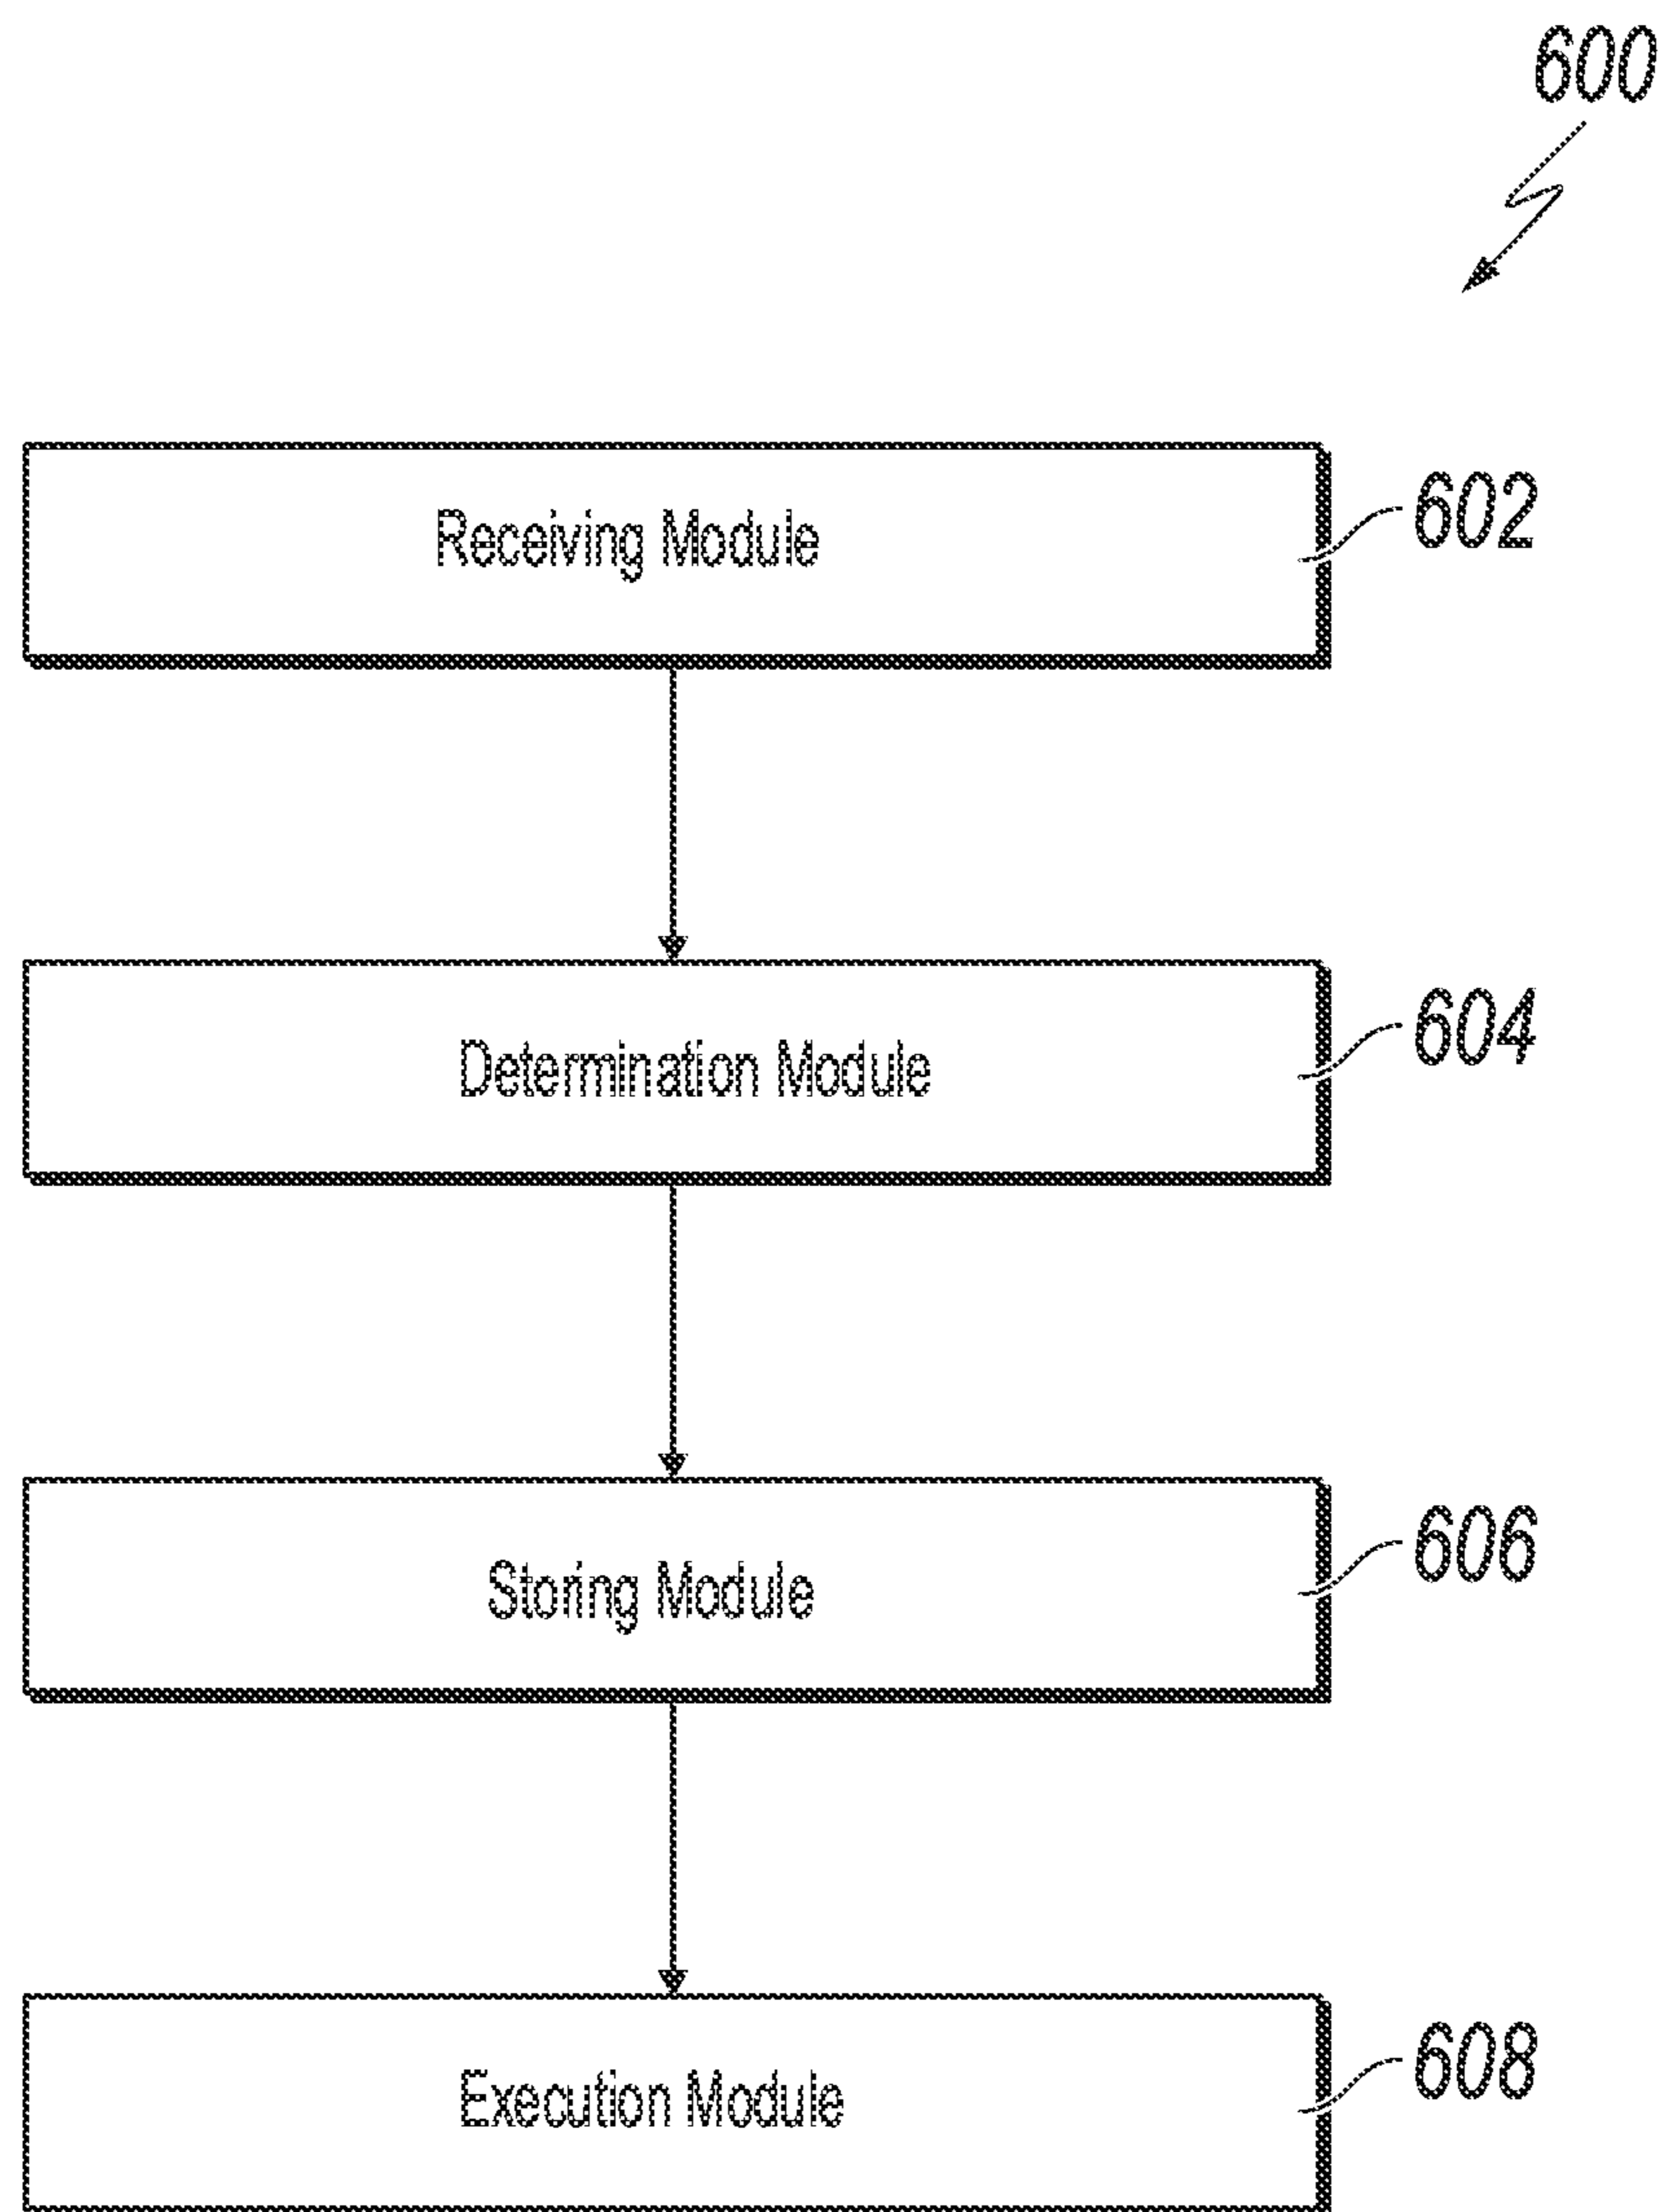 600
Receiving Module
602
Determination Module
604
Storing Module
606
Execution Module
608